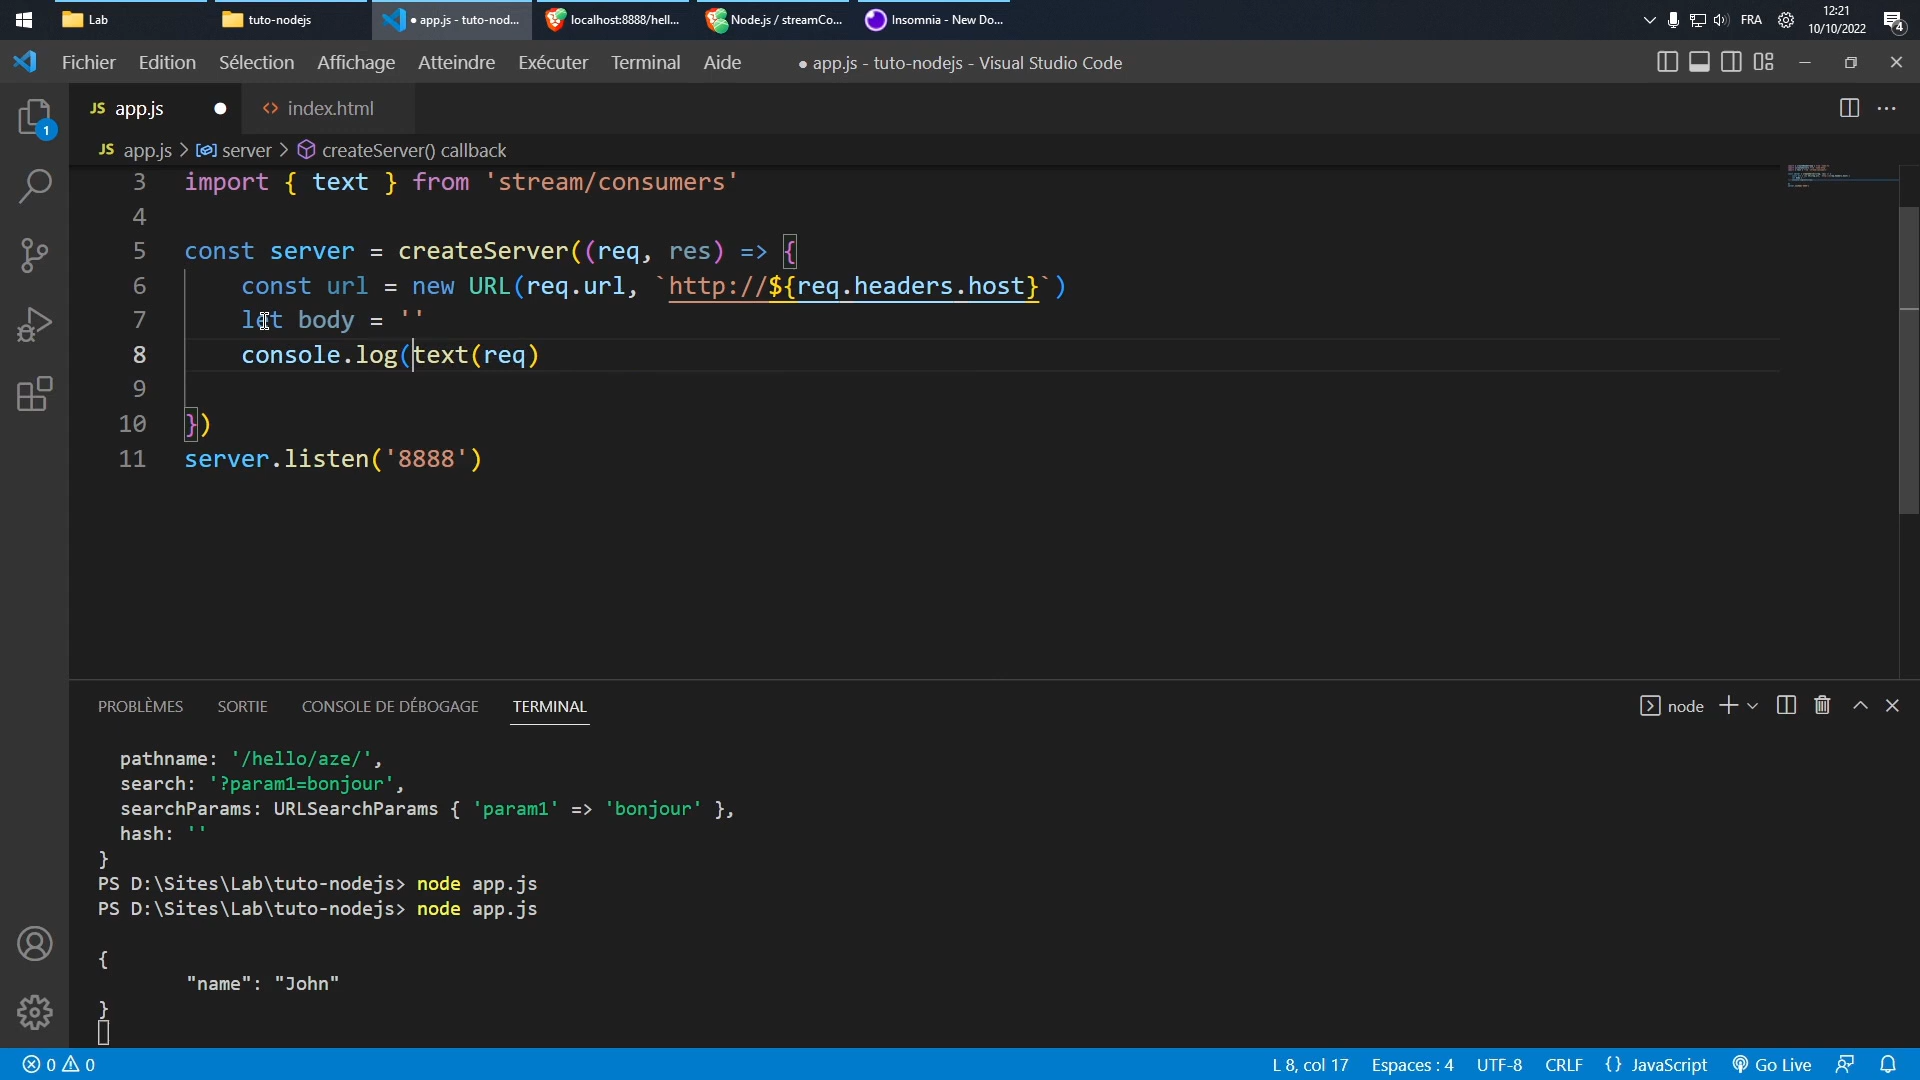 Lab
tuto-nodejs
● app.js - tuto-nod...
localhost:8888/hell...
Node.js / streamCo...
Insomnia - New Do...
FRA
12:21
10/10/2022
4
Fichier
Edition
Sélection
Affichage
Atteindre
Exécuter
Terminal
Aide
● app.js - tuto-nodejs - Visual Studio Code
1
JS app.js ●
<> index.html
JS app.js > server > createServer() callback
3 import { text } from 'stream/consumers'
4
5 const server = createServer((req, res) => {
6 const url = new URL(req.url, `http://${req.headers.host}`)
7 let body = ''
8 console.log(text(req)
9
10 })
11 server.listen('8888')
PROBLÈMES
SORTIE
CONSOLE DE DÉBOGAGE
TERMINAL
node
pathname: '/hello/aze/',
search: '?param1=bonjour',
searchParams: URLSearchParams { 'param1' => 'bonjour' },
hash: ''
}
PS D:\Sites\Lab\tuto-nodejs> node app.js
PS D:\Sites\Lab\tuto-nodejs> node app.js
{
"name": "John"
}
0 0
L 8, col 17
Espaces : 4
UTF-8
CRLF
{} JavaScript
Go Live